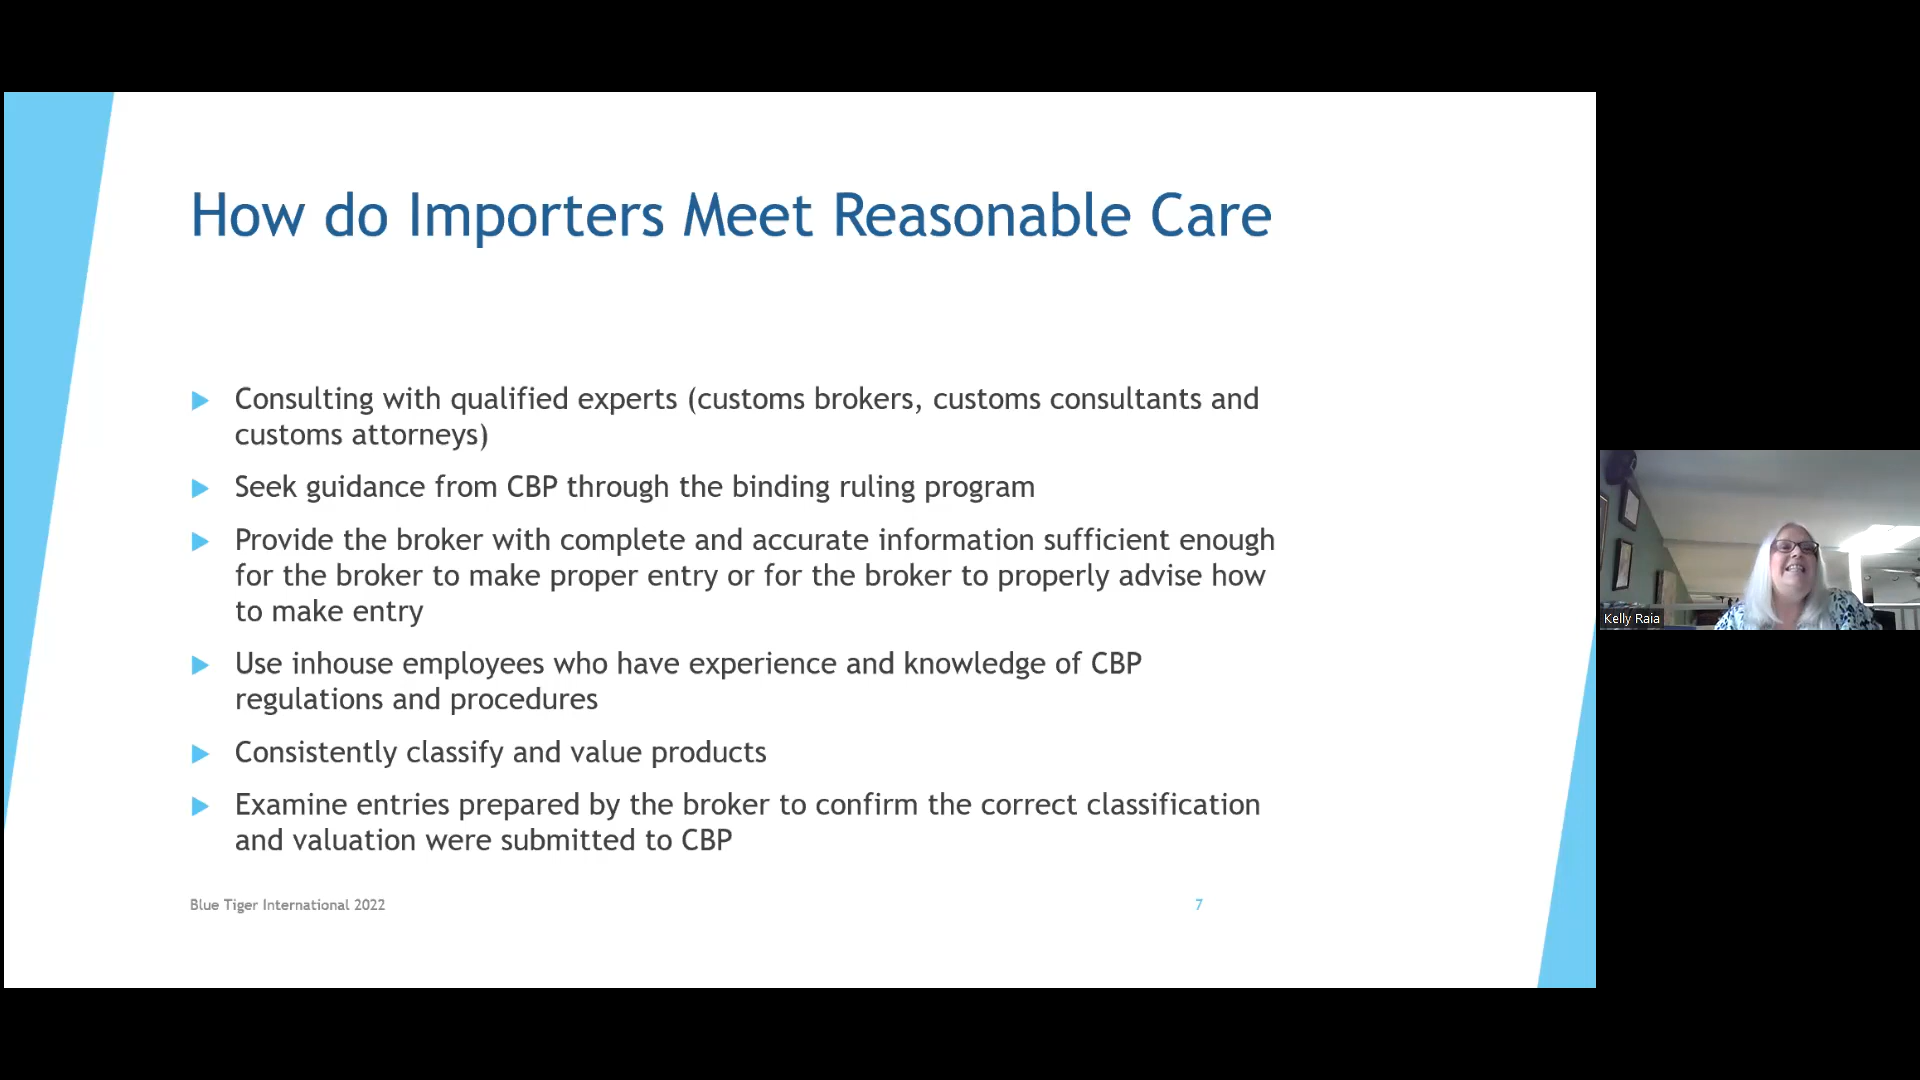 How do Importers Meet Reasonable Care
Consulting with qualified experts (customs brokers, customs consultants and
customs attorneys)
Seek guidance from CBP through the binding ruling program
Provide the broker with complete and accurate information sufficient enough
for the broker to make proper entry or for the broker to properly advise how
to make entry
Use inhouse employees who have experience and knowledge of CBP
regulations and procedures
Consistently classify and value products
Examine entries prepared by the broker to confirm the correct classification
and valuation were submitted to CBP
Blue Tiger International 2022
7
Kelly Raia